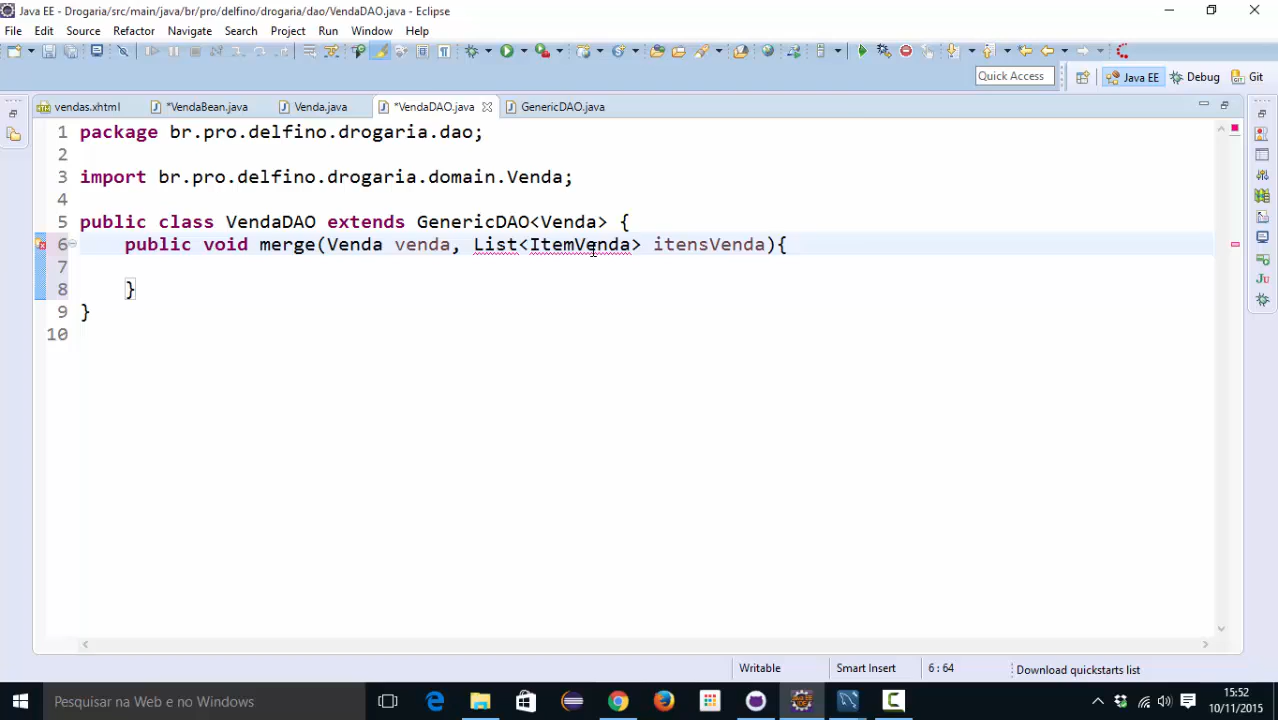 Java EE - Drogaria/src/main/java/br/pro/delfino/drogaria/dao/VendaDAO.java - Eclipse
File Edit Source Refactor Navigate Search Project Run Window Help
Quick Access
Java EE
Debug
Git
vendas.xhtml
*VendaBean.java
Venda.java
*VendaDAO.java
GenericDAO.java
1 package br.pro.delfino.drogaria.dao;
2
3 import br.pro.delfino.drogaria.domain.Venda;
4
5 public class VendaDAO extends GenericDAO<Venda> {
6 public void merge(Venda venda, List<ItemVenda> itensVenda){
7
8 }
9 }
10
Ju
Writable
Smart Insert
6 : 64
Download quickstarts list
Pesquisar na Web e no Windows
15:52
10/11/2015